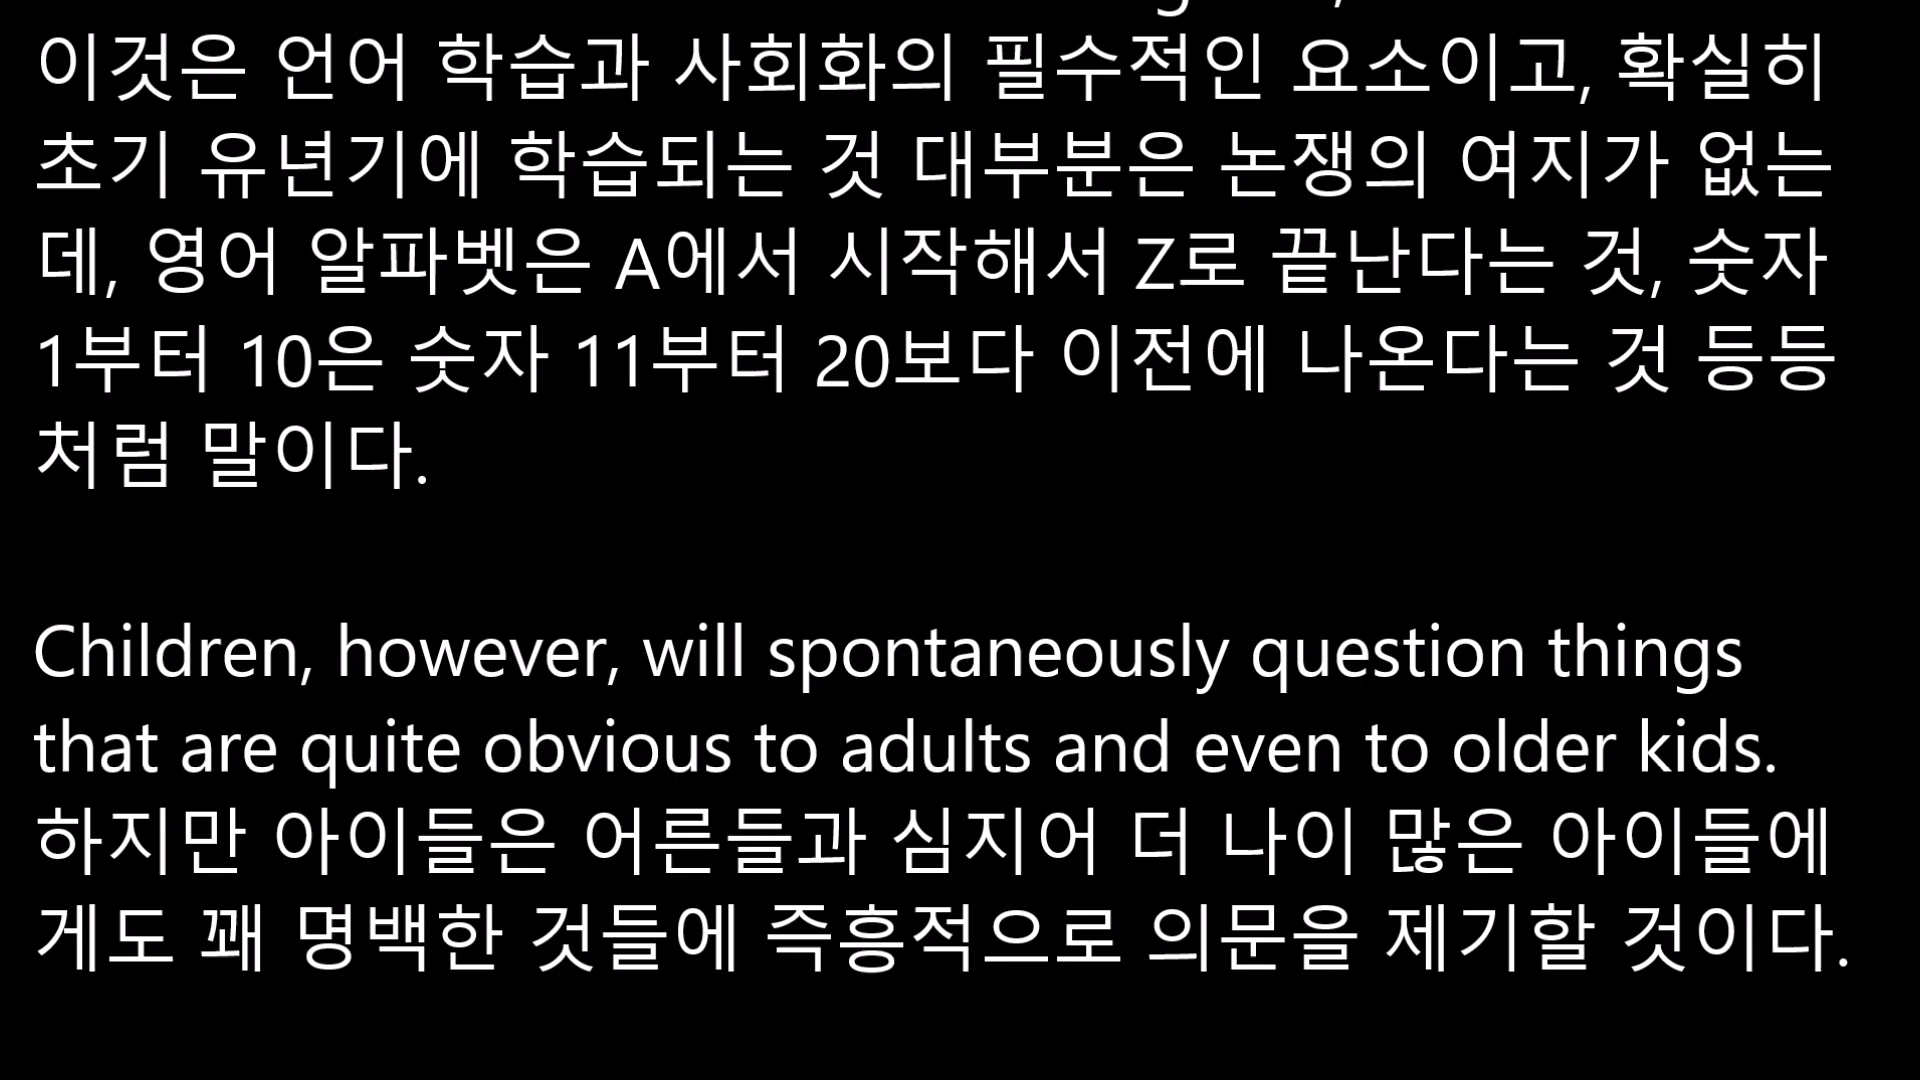 이것은 언어 학습과 사회화의 필수적인 요소이고, 확실히
초기 유년기에 학습되는 것 대부분은 논쟁의 여지가 없는
데, 영어 알파벳은 A에서 시작해서 Z로 끝난다는 것, 숫자
1부터 10은 숫자 11부터 20보다 이전에 나온다는 것 등등
처럼 말이다.
Children, however, will spontaneously question things
that are quite obvious to adults and even to older kids.
하지만 아이들은 어른들과 심지어 더 나이 많은 아이들에
게도 꽤 명백한 것들에 즉흥적으로 의문을 제기할 것이다.